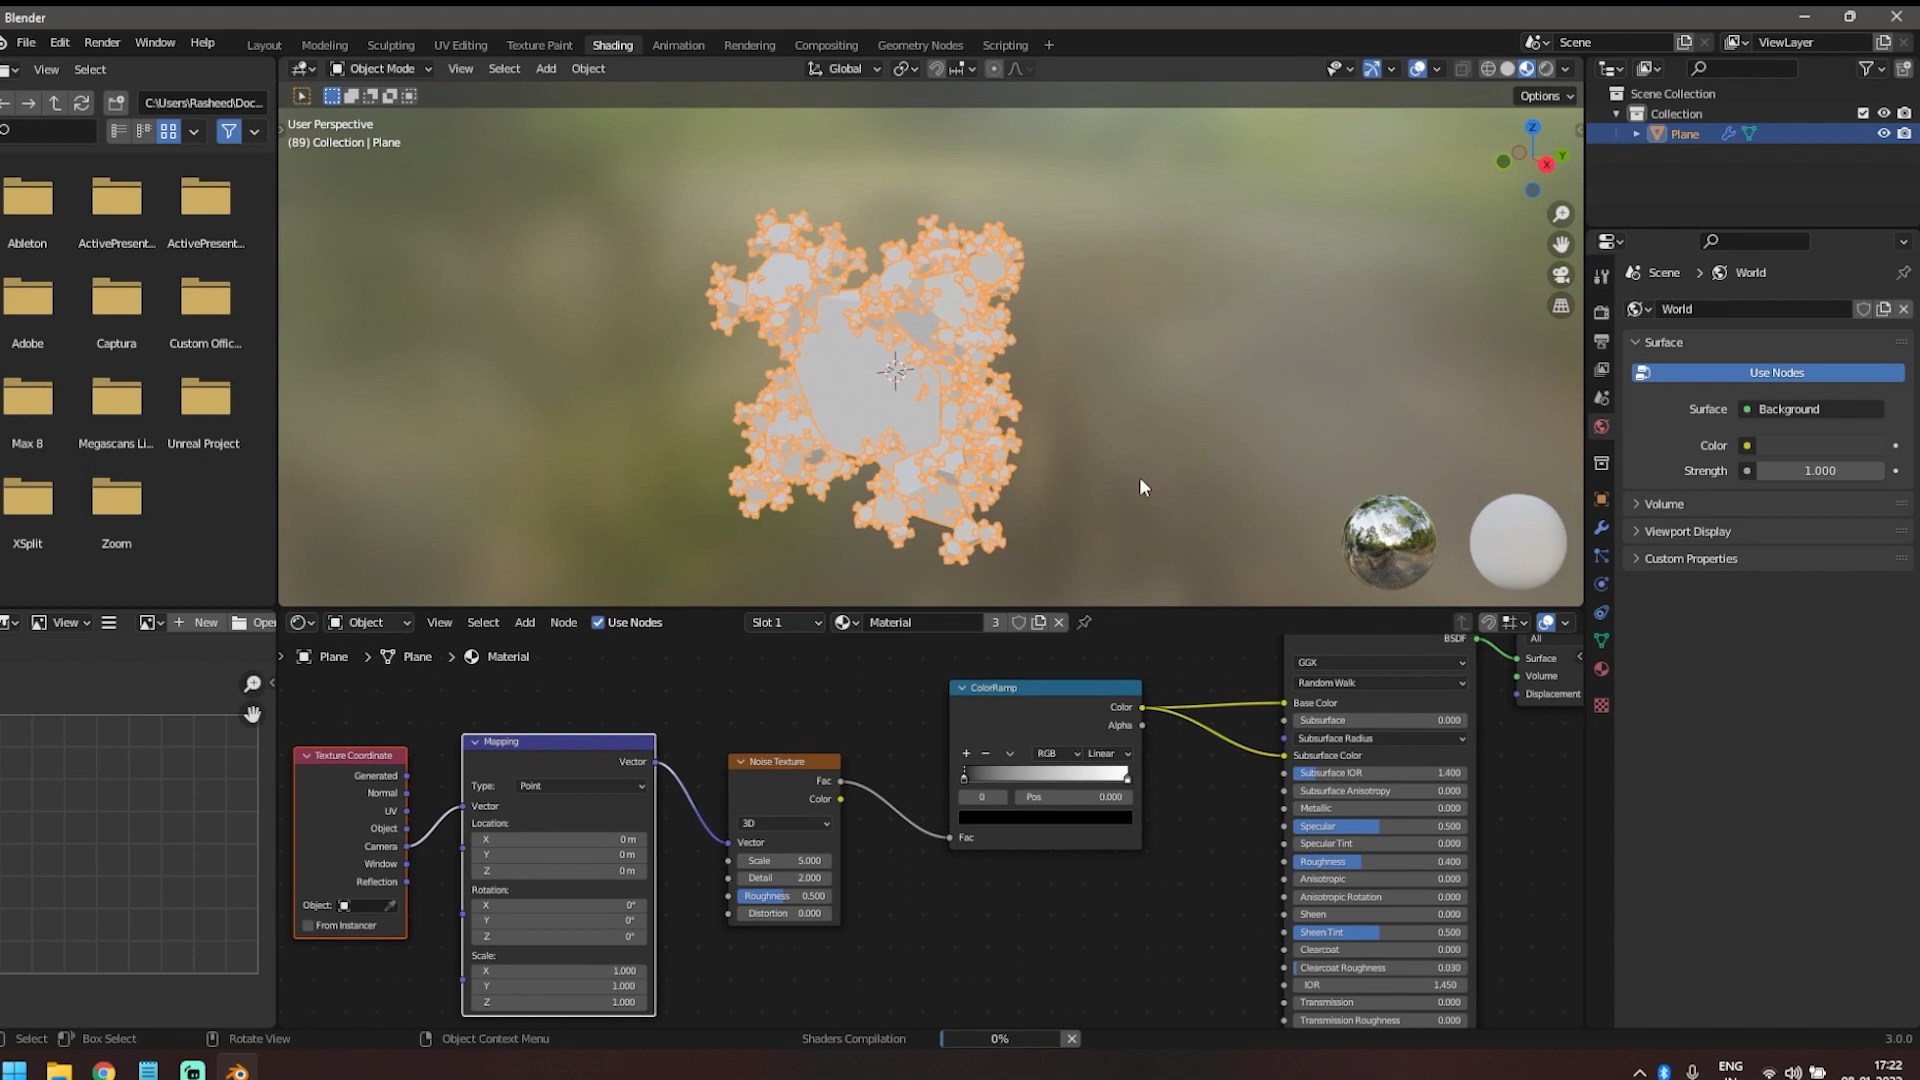 Blender
File Edit Render Window Help
Layout Modeling Sculpting UV Editing Texture Paint Shading Animation Rendering Compositing Geometry Nodes Scripting +
Scene
ViewLayer
View Select
Object Mode View Select Add Object
Global
Options
C:\Users\Rasheed\Doc...
User Perspective
(89) Collection | Plane
Z
Y
X
Scene Collection
Collection
Plane
Ableton ActivePresent... ActivePresent...
Adobe Captura Custom Offic...
Max 8 Megascans Li... Unreal Project
XSplit Zoom
Scene > World
World
Surface
Use Nodes
Surface Background
Color
Strength 1.000
Volume
Viewport Display
Custom Properties
View + New Open
Object View Select Add Node Use Nodes
Slot 1
Material 3
Plane > Plane > Material
Texture Coordinate
Generated
Normal
UV
Object
Camera
Window
Reflection
Object:
From Instancer
Mapping
Vector
Type: Point
Vector
Location:
X 0 m
Y 0 m
Z 0 m
Rotation:
X 0°
Y 0°
Z 0°
Scale:
X 1.000
Y 1.000
Z 1.000
Noise Texture
Fac
Color
3D
Vector
Scale 5.000
Detail 2.000
Roughness 0.500
Distortion 0.000
ColorRamp
Color
Alpha
+ − RGB Linear
0 Pos 0.000
Fac
BSDF
GGX
Random Walk
Base Color
Subsurface 0.000
Subsurface Radius
Subsurface Color
Subsurface IOR 1.400
Subsurface Anisotropy 0.000
Metallic 0.000
Specular 0.500
Specular Tint 0.000
Roughness 0.400
Anisotropic 0.000
Anisotropic Rotation 0.000
Sheen 0.000
Sheen Tint 0.500
Clearcoat 0.000
Clearcoat Roughness 0.030
IOR 1.450
Transmission 0.000
Transmission Roughness 0.000
All
Surface
Volume
Displacement
Select Box Select Rotate View Object Context Menu Shaders Compilation 0% 3.0.0
ENG
17:22